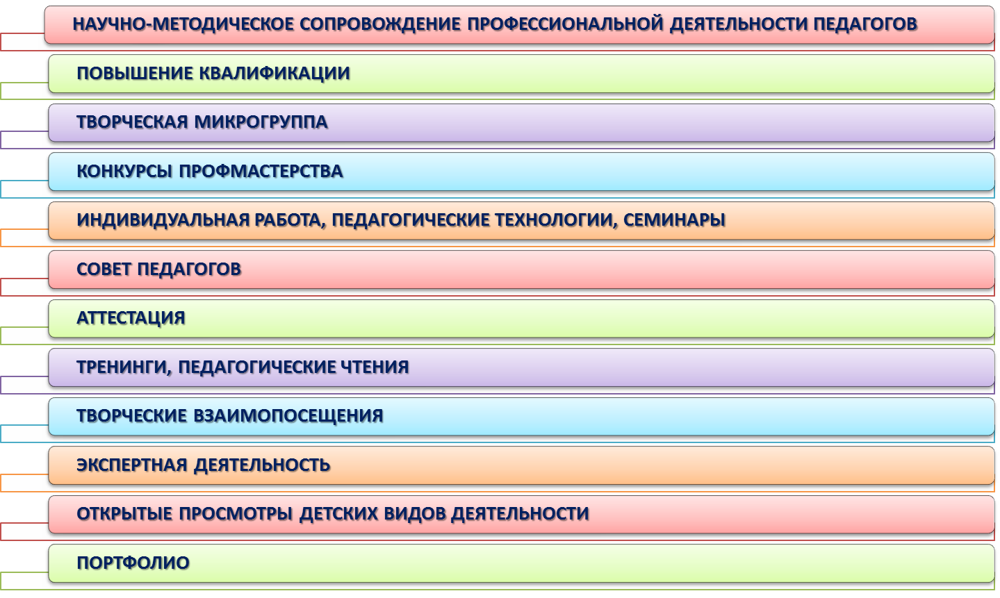 НАУЧНО-МЕТОДИЧЕСКОЕ СОПРОВОЖДЕНИЕ ПРОФЕССИОНАЛЬНОЙ ДЕЯТЕЛЬНОСТИ ПЕДАГОГОВ
ПОВЫШЕНИЕ КВАЛИФИКАЦИИ
ТВОРЧЕСКАЯ МИКРОГРУППА
КОНКУРСЫ ПРОФМАСТЕРСТВА
ИНДИВИДУАЛЬНАЯ РАБОТА, ПЕДАГОГИЧЕСКИЕ ТЕХНОЛОГИИ, СЕМИНАРЫ
СОВЕТ ПЕДАГОГОВ
АТТЕСТАЦИЯ
ТРЕНИНГИ, ПЕДАГОГИЧЕСКИЕ ЧТЕНИЯ
ТВОРЧЕСКИЕ ВЗАИМОПОСЕЩЕНИЯ
ЭКСПЕРТНАЯ ДЕЯТЕЛЬНОСТЬ
ОТКРЫТЫЕ ПРОСМОТРЫ ДЕТСКИХ ВИДОВ ДЕЯТЕЛЬНОСТИ
ПОРТФОЛИО